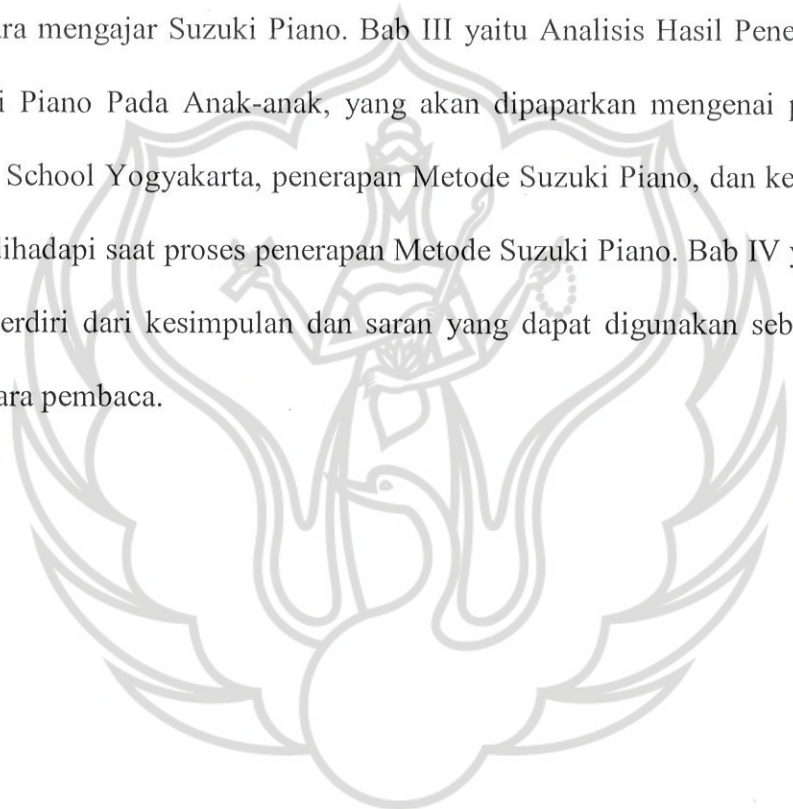 ara mengajar Suzuki Piano. Bab III yaitu Analisis Hasil Pene
i Piano Pada Anak-anak, yang akan dipaparkan mengenai p
School Yogyakarta, penerapan Metode Suzuki Piano, dan ke
dihadapi saat proses penerapan Metode Suzuki Piano. Bab IV y
erdiri dari kesimpulan dan saran yang dapat digunakan seb
ara pembaca.